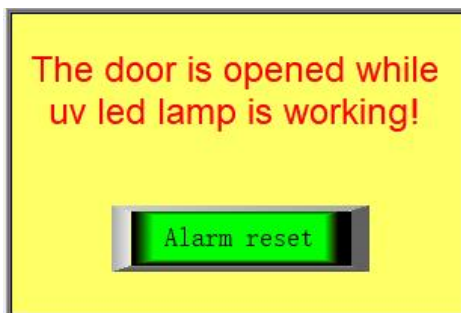 The door is opened while
uv led lamp is working!
Alarm reset